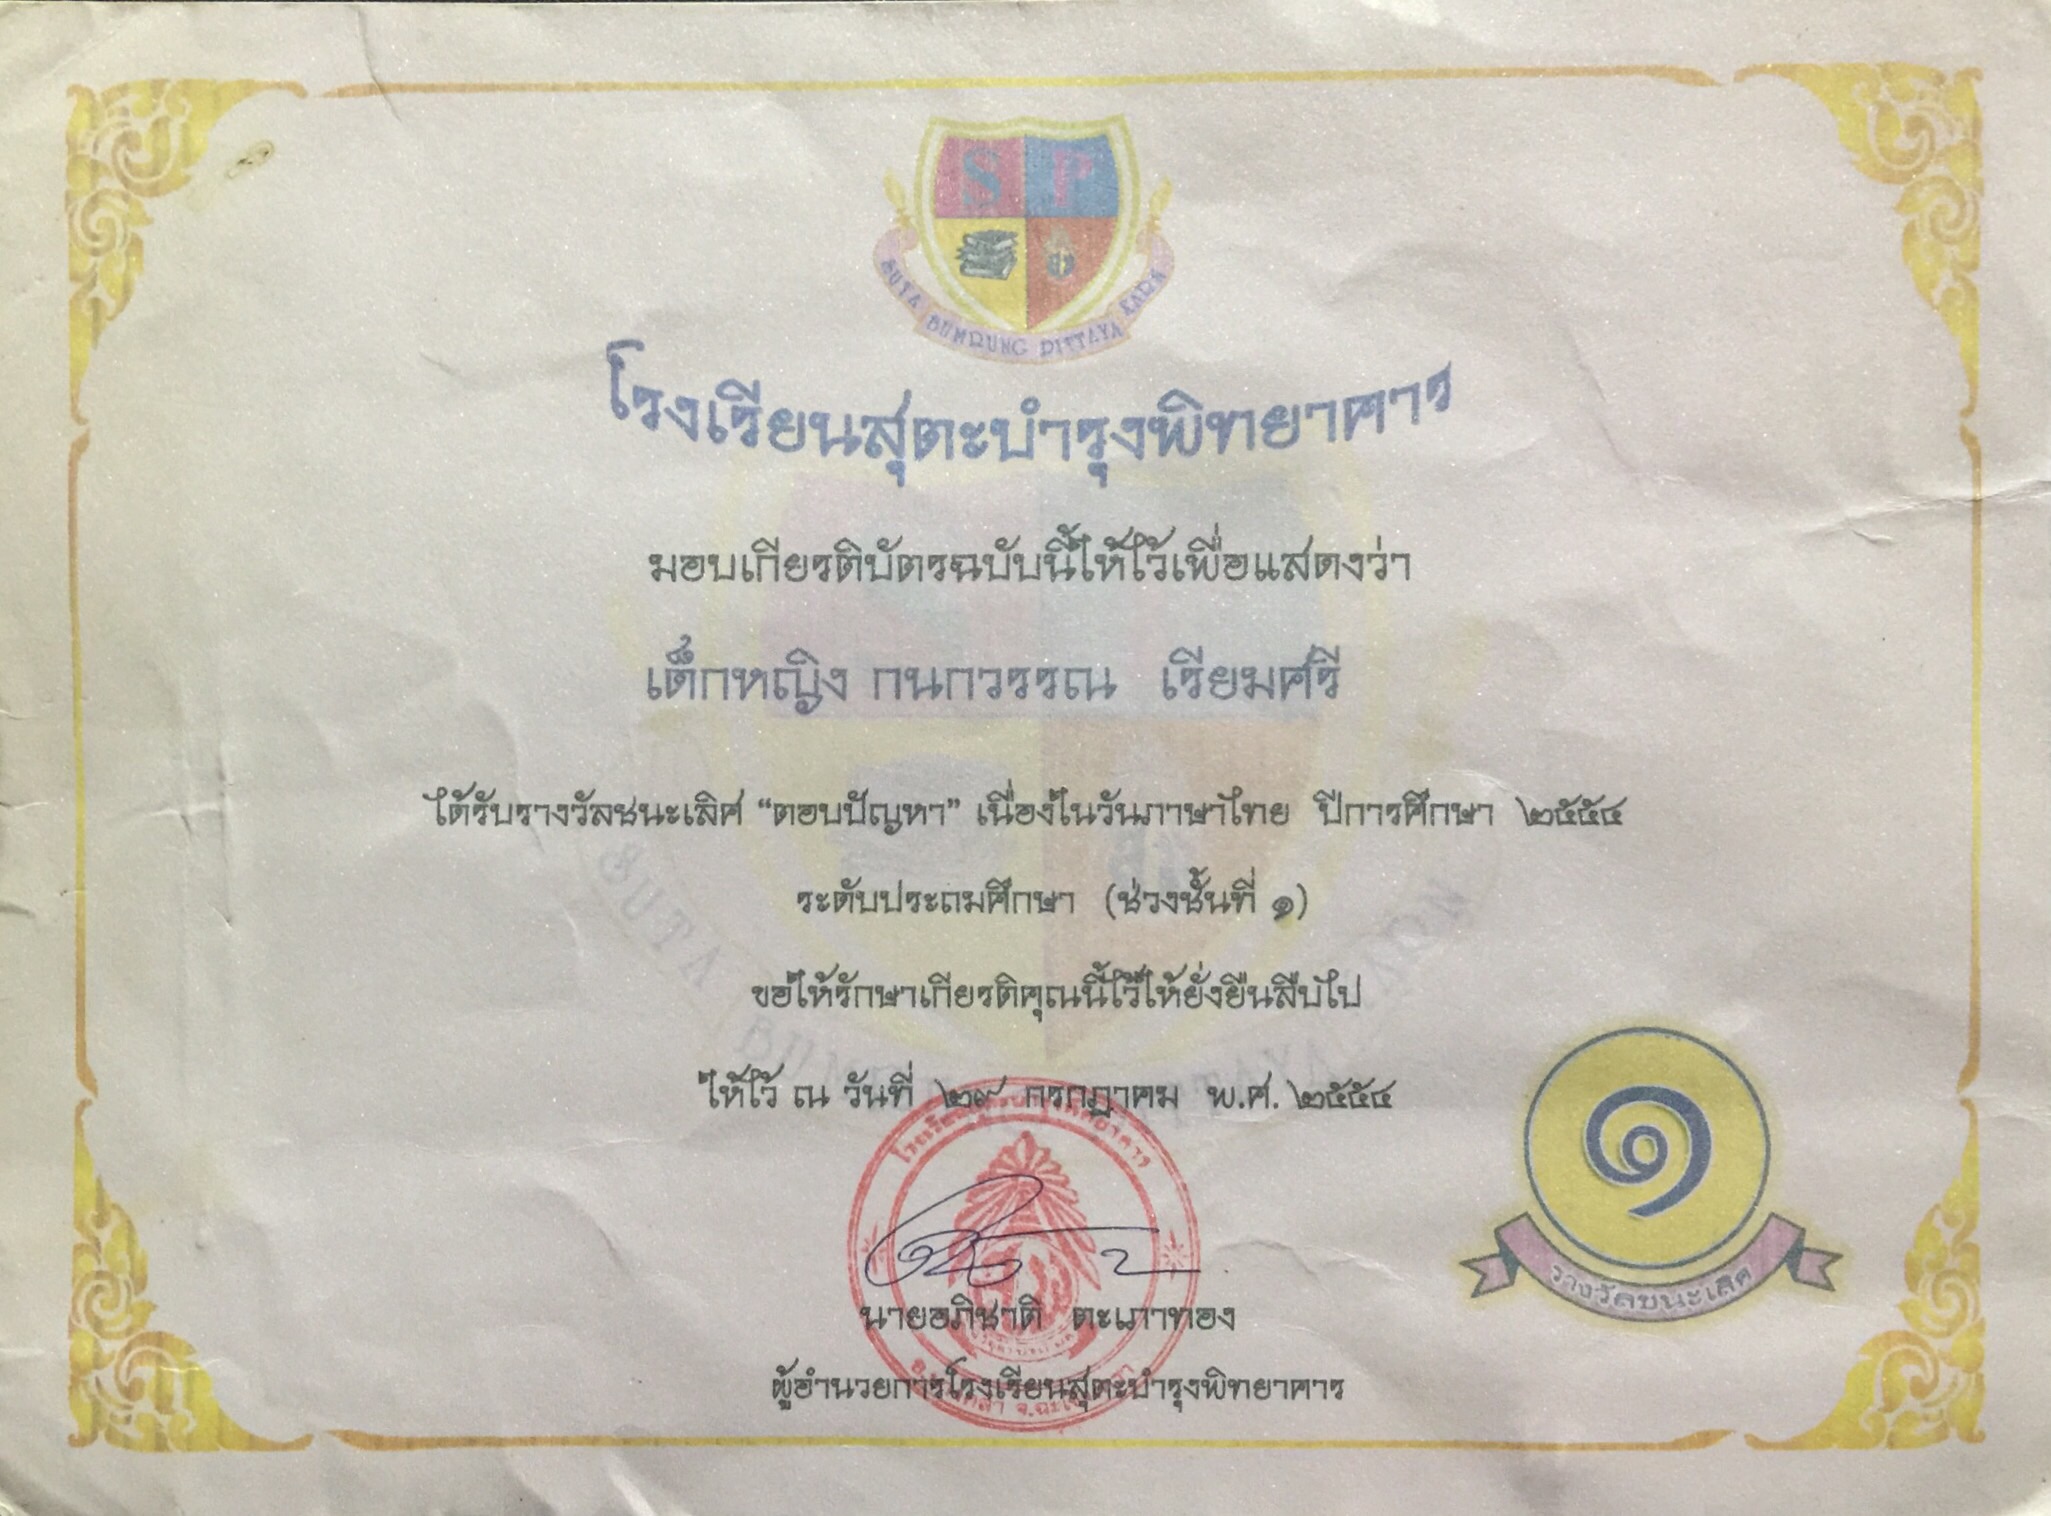 S P
SUTA BUMRUNG PITTAYA KARN
โรงเรียนสุตะบำรุงพิทยาคาร
มอบเกียรติบัตรฉบับนี้ให้ไว้เพื่อแสดงว่า
เด็กหญิง กนกวรรณ เรียมศรี
ได้รับรางวัลชนะเลิศ “ตอบปัญหา” เนื่องในวันภาษาไทย ปีการศึกษา ๒๕๕๔
ระดับประถมศึกษา (ช่วงชั้นที่ ๑)
ขอให้รักษาเกียรติคุณนี้ไว้ให้ยั่งยืนสืบไป
ให้ไว้ ณ วันที่ ๒๙ กรกฎาคม พ.ศ. ๒๕๕๔
๑
รางวัลชนะเลิศ
นายอภิชาติ ตะเภาทอง
ผู้อำนวยการโรงเรียนสุตะบำรุงพิทยาคาร